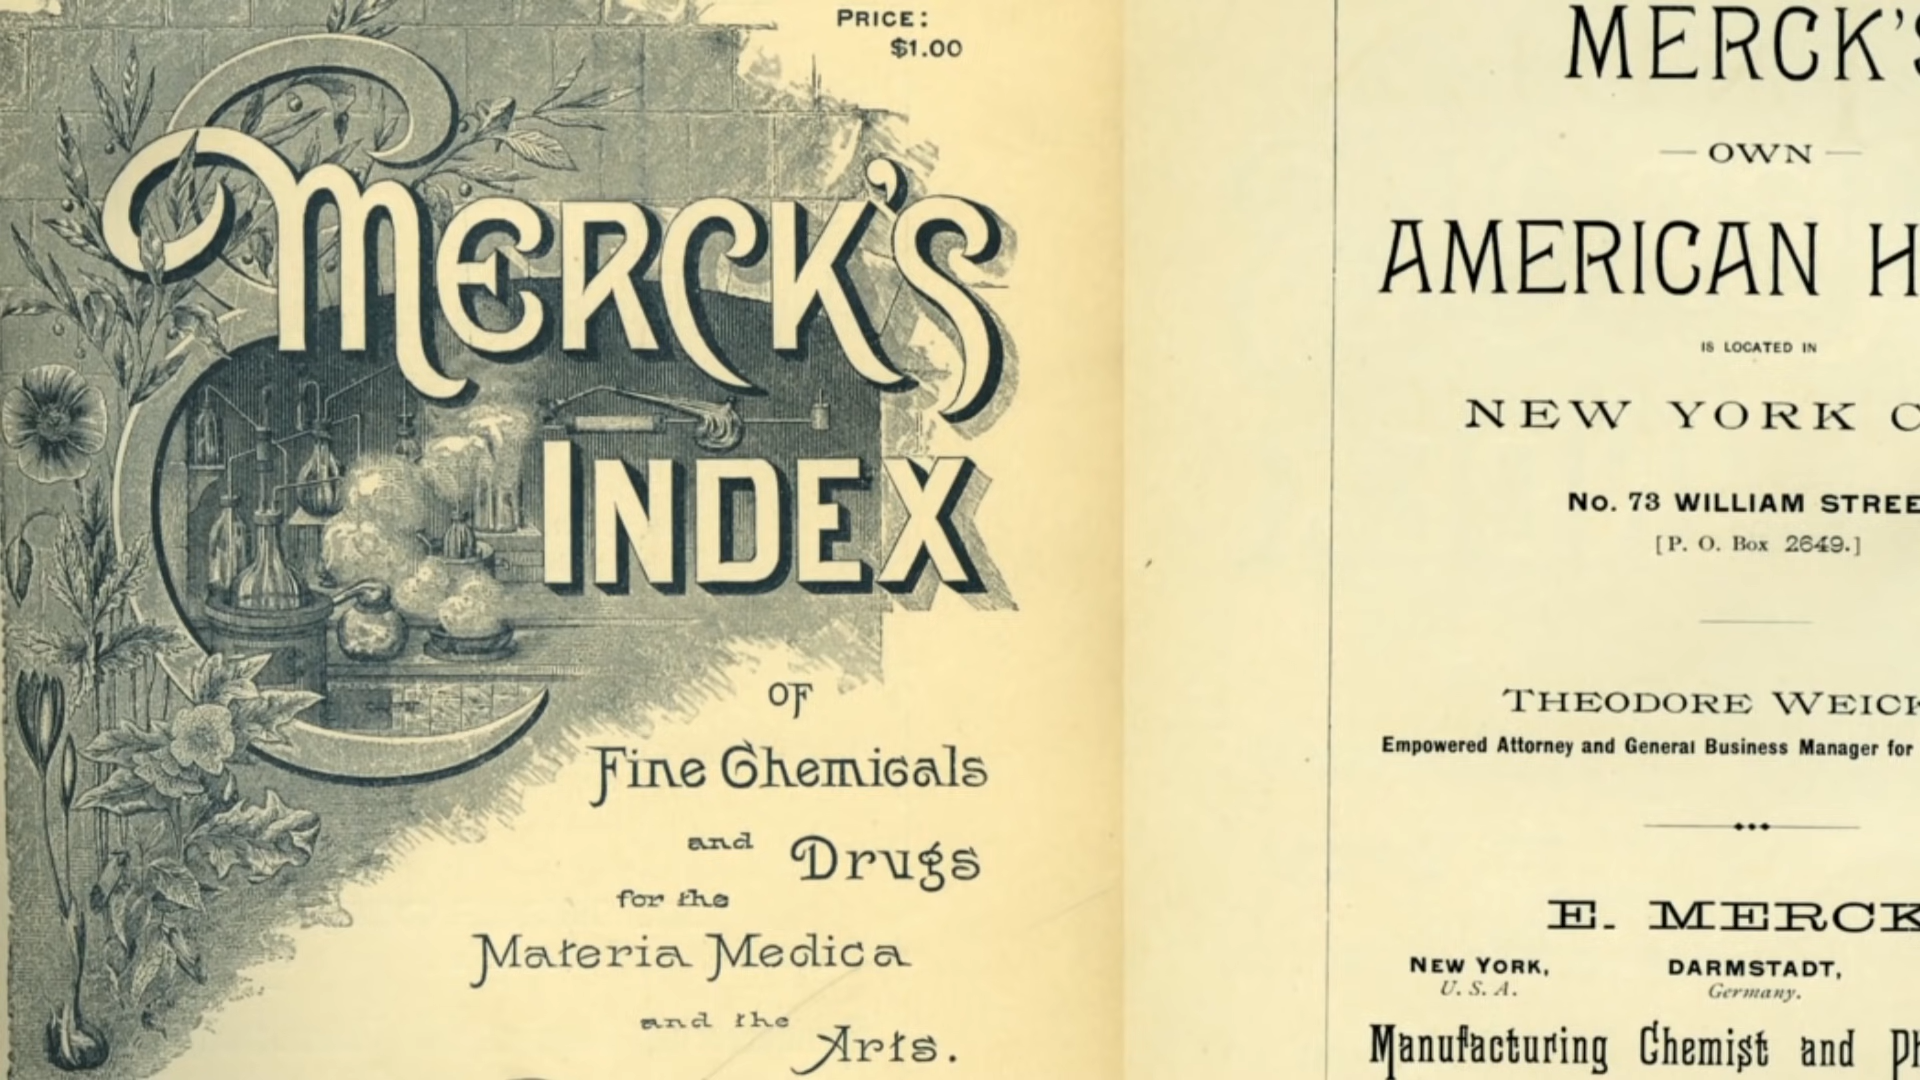 PRICE:
$1.00
MERCK'S
INDEX
OF
Fine Chemicals
and Drugs
for the
Materia Medica
and the
Arts.
MERCK'S
— OWN —
AMERICAN H
IS LOCATED IN
NEW YORK C
No. 73 WILLIAM STREE
[P. O. Box 2649.]
THEODORE WEIC
Empowered Attorney and General Business Manager for
E. MERCK
NEW YORK, DARMSTADT,
U. S. A. Germany.
Manufacturing Chemist and Ph